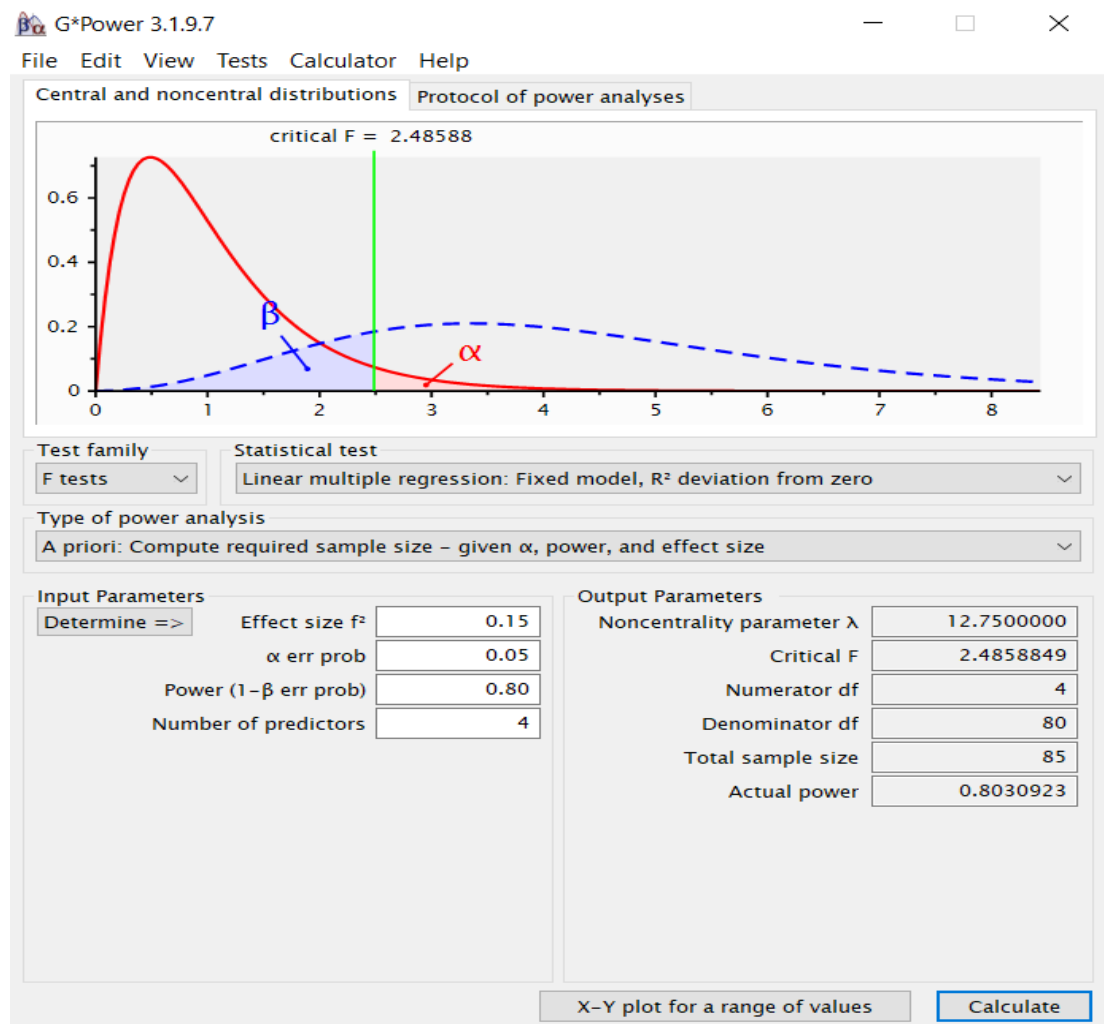 G*Power 3.1.9.7
File Edit View Tests Calculator Help
Central and noncentral distributions Protocol of power analyses
critical F = 2.48588
0.6
0.4
0.2
0
β
α
0 1 2 3 4 5 6 7 8
Test family Statistical test
F tests Linear multiple regression: Fixed model, R² deviation from zero
Type of power analysis
A priori: Compute required sample size – given α, power, and effect size
Input Parameters Output Parameters
Determine => Effect size f² 0.15 Noncentrality parameter λ 12.7500000
α err prob 0.05 Critical F 2.4858849
Power (1-β err prob) 0.80 Numerator df 4
Number of predictors 4 Denominator df 80
Total sample size 85
Actual power 0.8030923
X-Y plot for a range of values Calculate